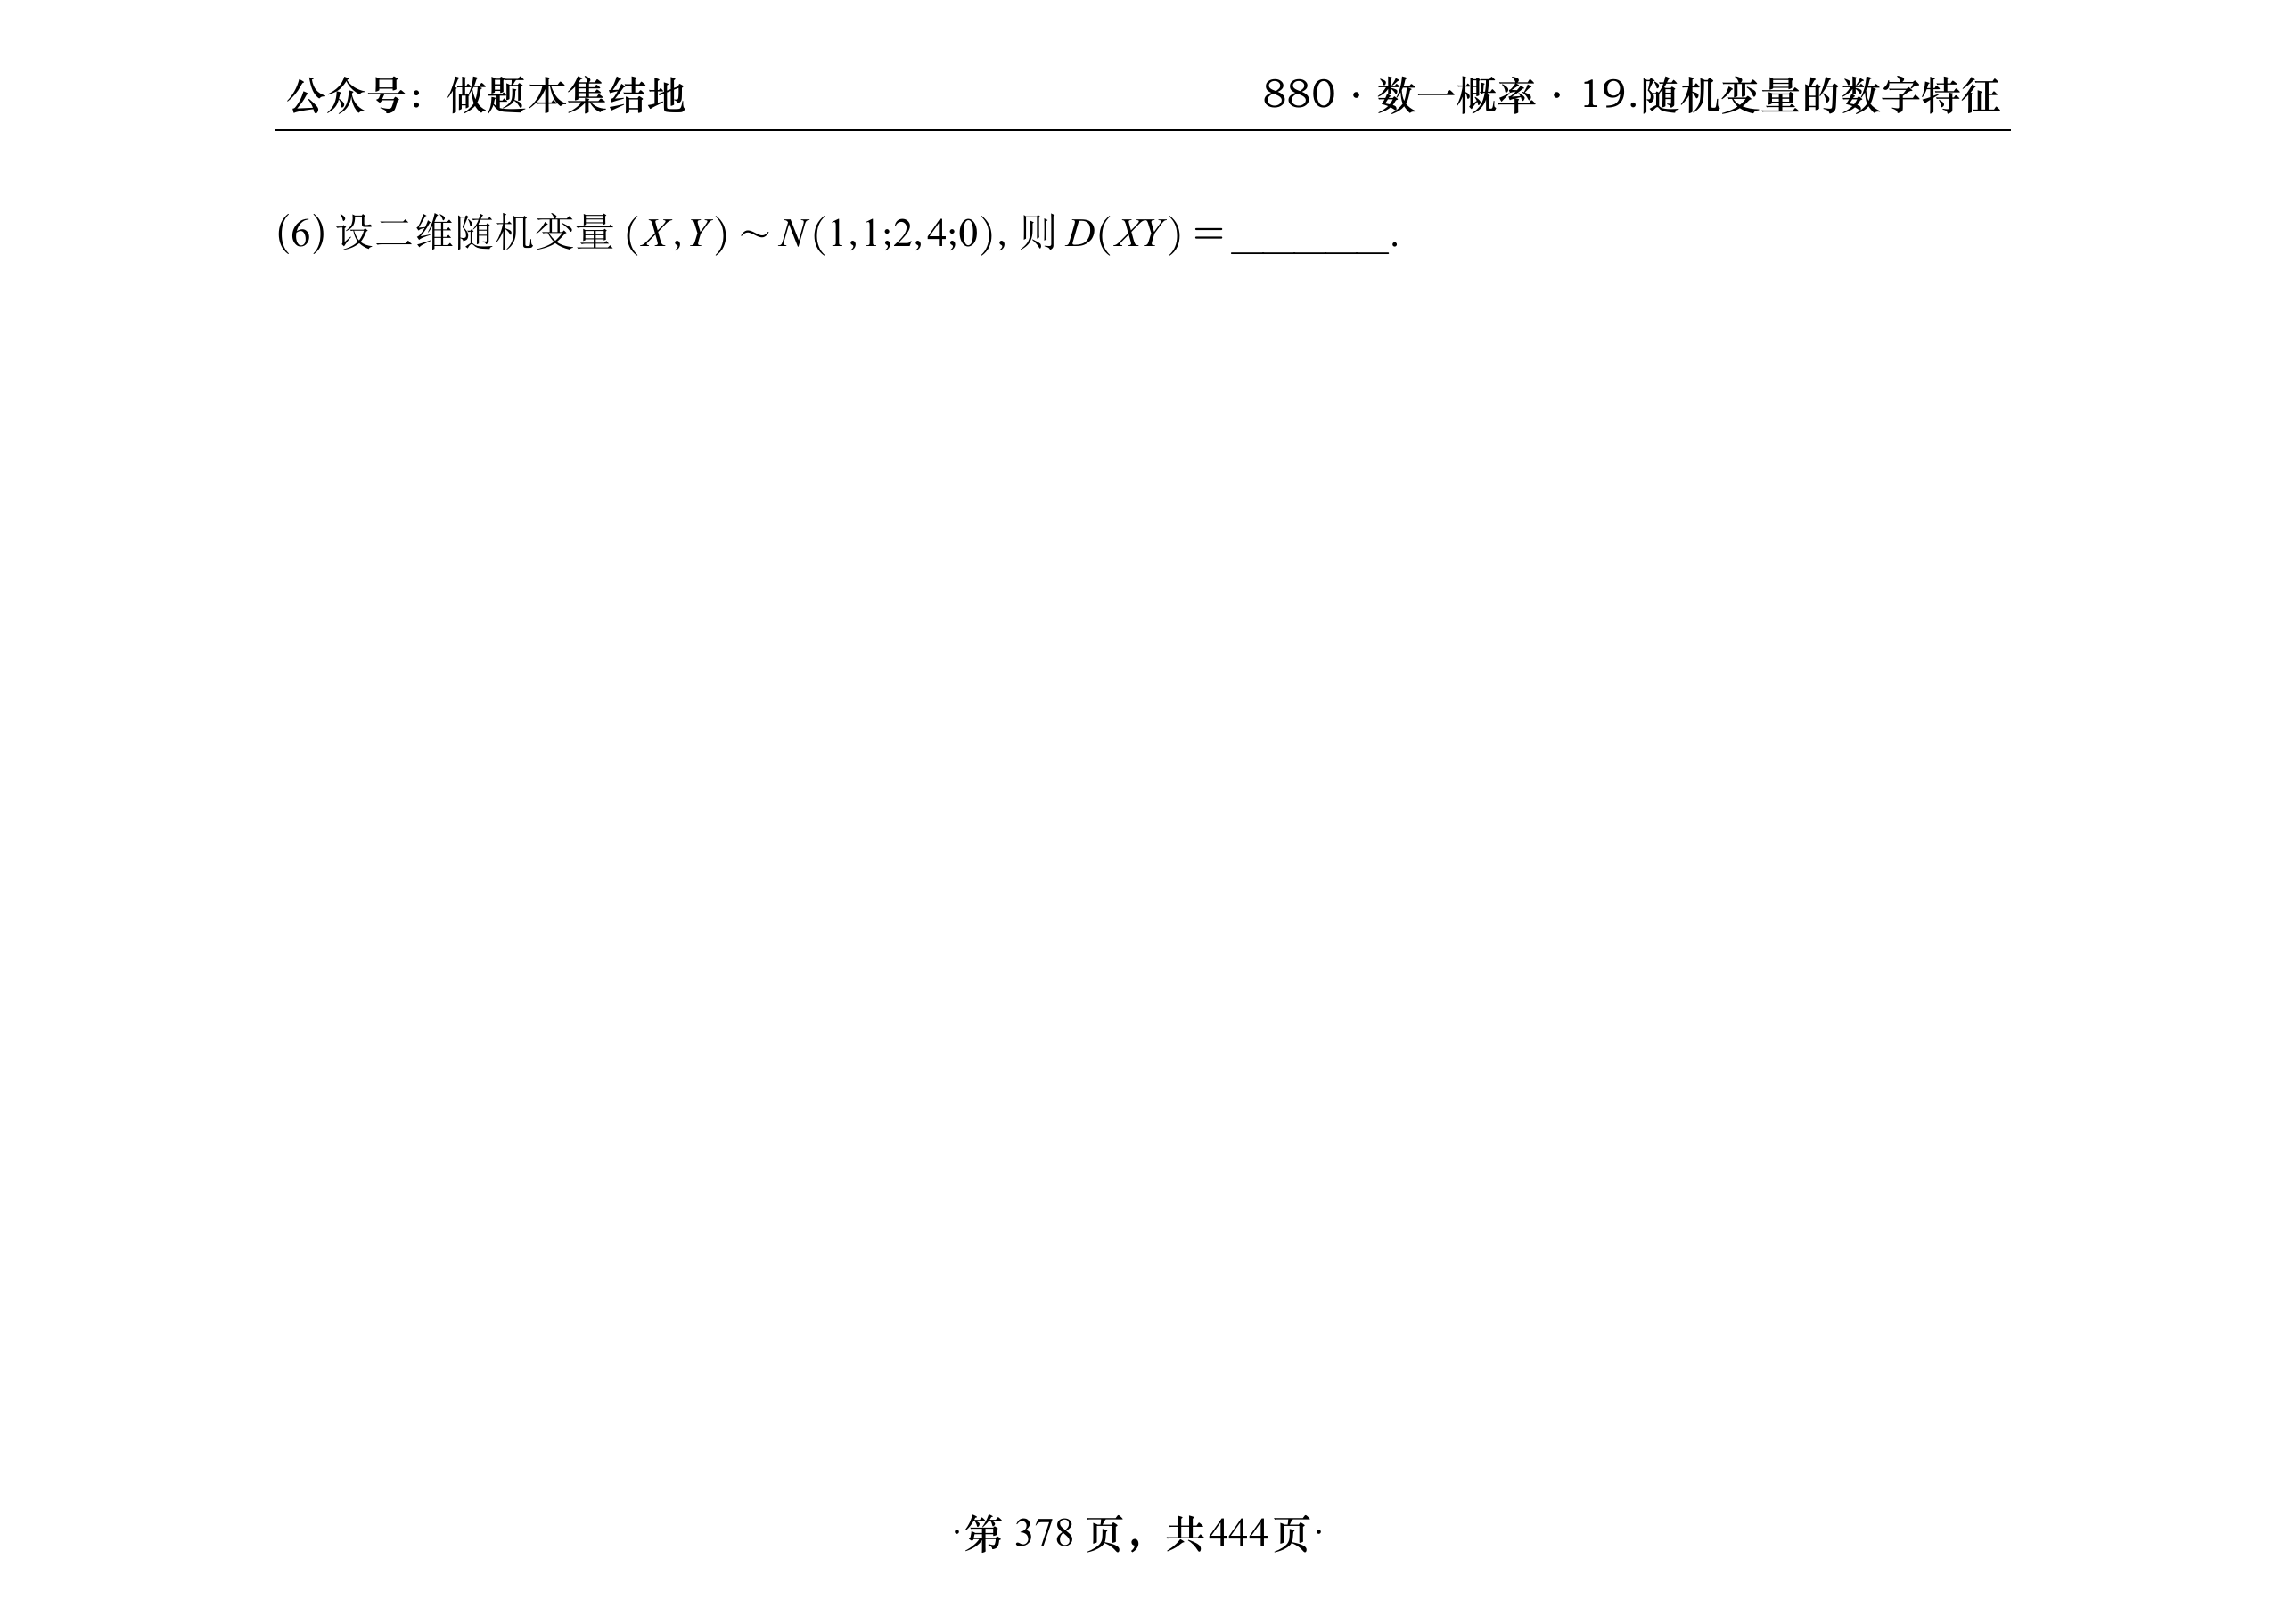 公众号：做题本集结地
880 · 数一概率 · 19.随机变量的数字特征
(6) 设二维随机变量 (X,Y) ~ N(1,1;2,4;0), 则 D(XY) = ________.
·第 378 页，共444页·